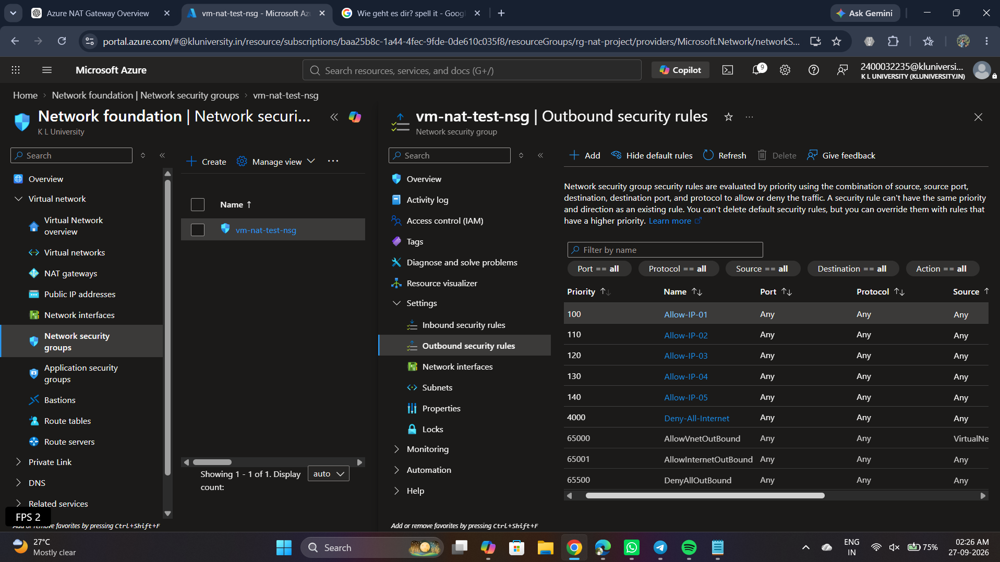 Azure NAT Gateway Overview
vm-nat-test-nsg - Microsoft Azu
Wie geht es dir? spell it - Googl
Ask Gemini
portal.azure.com/#@kluniversity.in/resource/subscriptions/baa25b8c-1a44-4fec-9fde-0de610c035f8/resourceGroups/rg-nat-project/providers/Microsoft.Network/networkS...
Microsoft Azure
Search resources, services, and docs (G+/)
Copilot
9
2400032235@kluniversi...
K L UNIVERSITY (KLUNIVERSITY.IN)
Home > Network foundation | Network security groups > vm-nat-test-nsg
Network foundation | Network securi...
K L University
Search
Overview
Virtual network
Virtual Network
overview
Virtual networks
NAT gateways
Public IP addresses
Network interfaces
Network security
groups
Application security
groups
Bastions
Route tables
Route servers
Private Link
DNS
Related services
FPS 2
Add or remove favorites by pressing Ctrl+Shift+F
Create
Manage view
Name ↑
vm-nat-test-nsg
Showing 1 - 1 of 1. Display
count:
auto
vm-nat-test-nsg | Outbound security rules
Network security group
Search
Overview
Activity log
Access control (IAM)
Tags
Diagnose and solve problems
Resource visualizer
Settings
Inbound security rules
Outbound security rules
Network interfaces
Subnets
Properties
Locks
Monitoring
Automation
Help
Add or remove favorites by pressing Ctrl+Shift+F
Add
Hide default rules
Refresh
Delete
Give feedback
Network security group security rules are evaluated by priority using the combination of source, source port,
destination, destination port, and protocol to allow or deny the traffic. A security rule can't have the same priority
and direction as an existing rule. You can't delete default security rules, but you can override them with rules that
have a higher priority. Learn more
Filter by name
Port == all
Protocol == all
Source == all
Destination == all
Action == all
Priority ↑↓ Name ↑↓ Port ↑↓ Protocol ↑↓ Source ↑
100 Allow-IP-01 Any Any Any
110 Allow-IP-02 Any Any Any
120 Allow-IP-03 Any Any Any
130 Allow-IP-04 Any Any Any
140 Allow-IP-05 Any Any Any
4000 Deny-All-Internet Any Any Any
65000 AllowVnetOutBound Any Any VirtualNe
65001 AllowInternetOutBound Any Any Any
65500 DenyAllOutBound Any Any Any
27°C
Mostly clear
Search
ENG
IN
75%
02:26 AM
27-09-2026